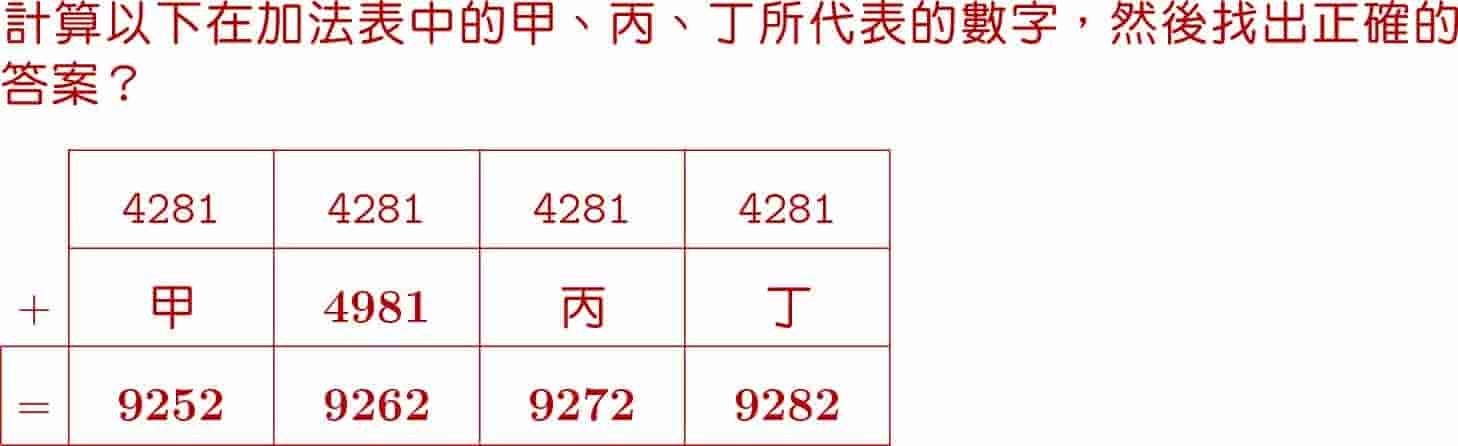 計算以下在加法表中的甲、丙、丁所代表的數字，然後找出正確的
答案？
4281 4281 4281 4281
+ 甲 4981 丙 丁
= 9252 9262 9272 9282